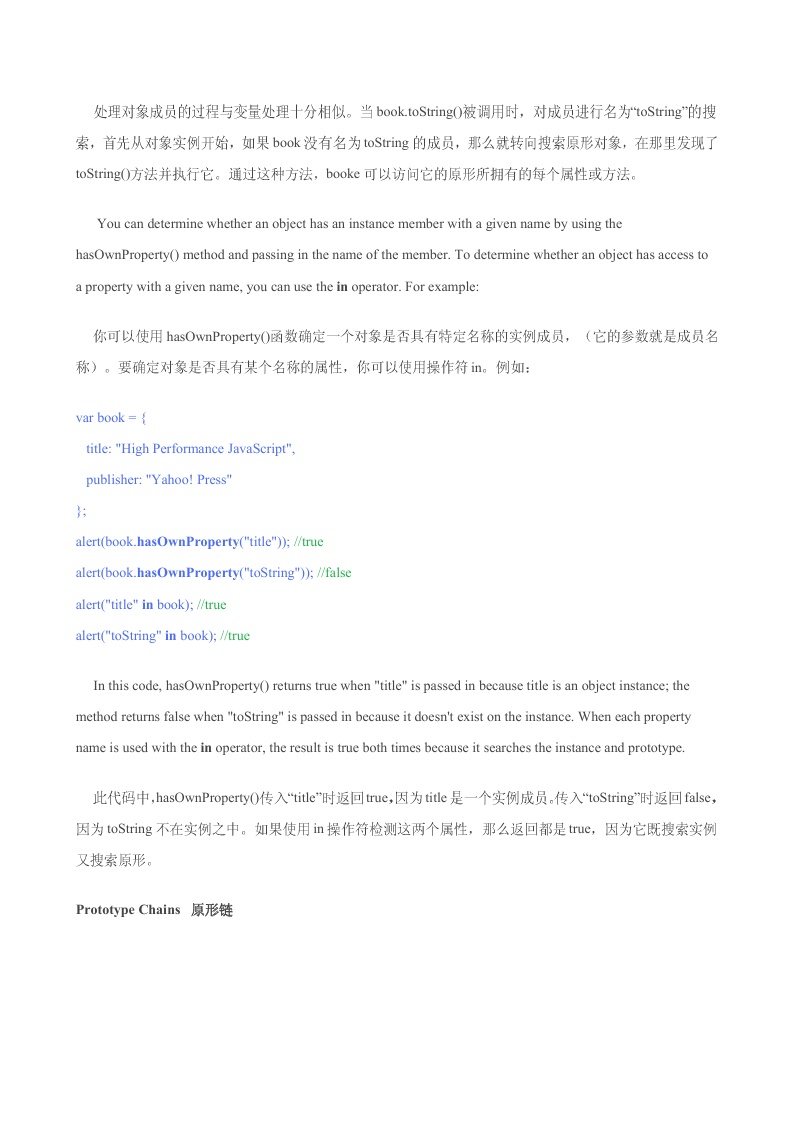 处理对象成员的过程与变量处理十分相似。当 book.toString()被调用时，对成员进行名为“toString”的搜
索，首先从对象实例开始，如果 book 没有名为 toString 的成员，那么就转向搜索原形对象，在那里发现了
toString()方法并执行它。通过这种方法，booke 可以访问它的原形所拥有的每个属性或方法。
You can determine whether an object has an instance member with a given name by using the
hasOwnProperty() method and passing in the name of the member. To determine whether an object has access to
a property with a given name, you can use the in operator. For example:
你可以使用 hasOwnProperty()函数确定一个对象是否具有特定名称的实例成员，（它的参数就是成员名
称）。要确定对象是否具有某个名称的属性，你可以使用操作符 in。例如：
var book = {
title: "High Performance JavaScript",
publisher: "Yahoo! Press"
};
alert(book.hasOwnProperty("title")); //true
alert(book.hasOwnProperty("toString")); //false
alert("title" in book); //true
alert("toString" in book); //true
In this code, hasOwnProperty() returns true when "title" is passed in because title is an object instance; the
method returns false when "toString" is passed in because it doesn't exist on the instance. When each property
name is used with the in operator, the result is true both times because it searches the instance and prototype.
此代码中，hasOwnProperty()传入“title”时返回 true，因为 title 是一个实例成员。传入“toString”时返回 false，
因为 toString 不在实例之中。如果使用 in 操作符检测这两个属性，那么返回都是 true，因为它既搜索实例
又搜索原形。
Prototype Chains 原形链